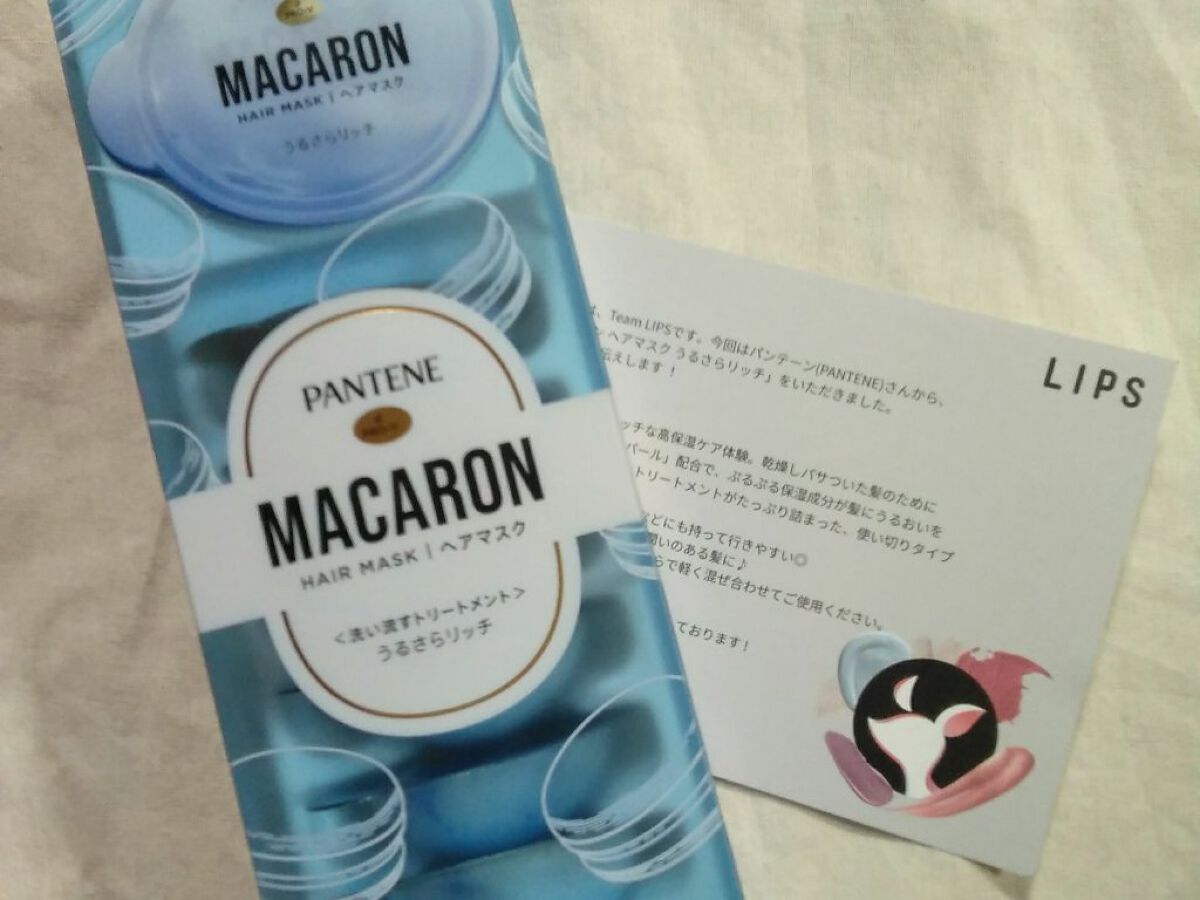 MACARON
HAIR MASK | ヘアマスク
うるさらリッチ
PANTENE
MACARON
HAIR MASK | ヘアマスク
<洗い流すトリートメント>
うるさらリッチ
LIPS
、Team LIPSです。今回はパンテーン(PANTENE)さんから、
ン ヘアマスク うるさらリッチ」をいただきました。
伝えします！
ッチな高保湿ケア体験。乾燥しパサついた髪のために
パール」配合で、ぷるぷる保湿成分が髪にうるおいを
トリートメントがたっぷり詰まった、使い切りタイプ
などにも持って行きやすい◎
潤いのある髪に♪
らで軽く混ぜ合わせてご使用ください。
ております！